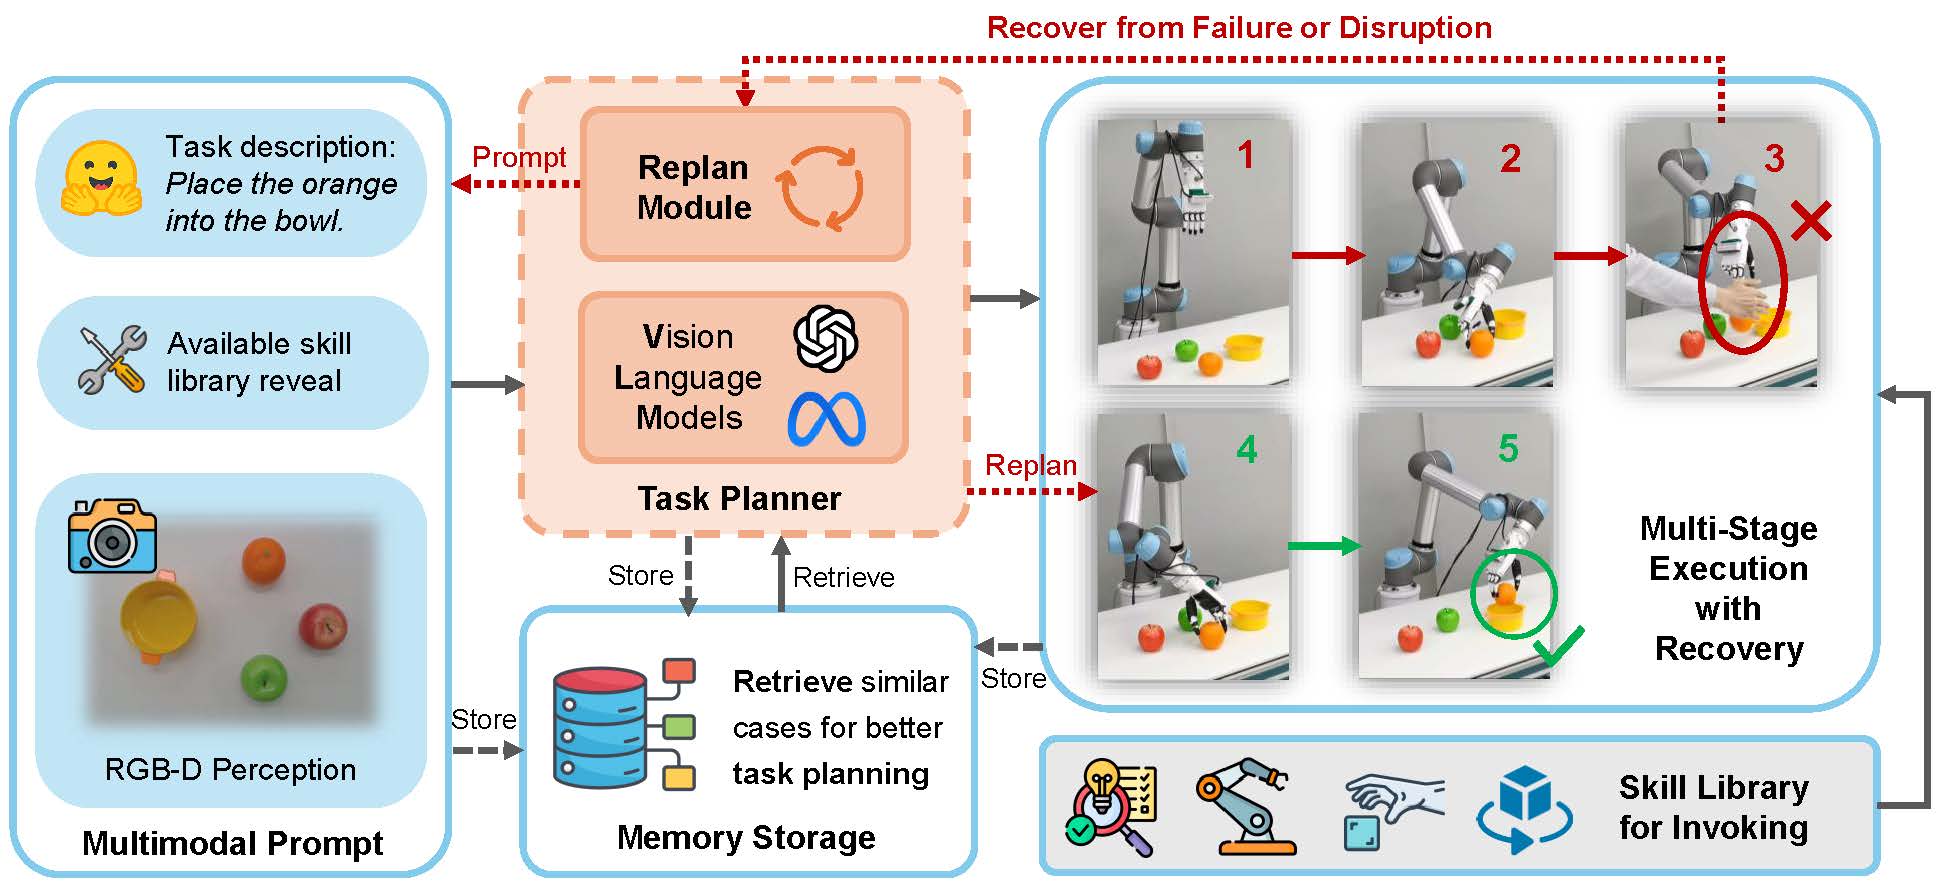 Recover from Failure or Disruption
Task description:
Place the orange
into the bowl.
Available skill
library reveal
RGB-D Perception
Multimodal Prompt
Prompt
Replan
Module
Vision
Language
Models
Task Planner
Replan
Store
Retrieve
Store
Store
Retrieve similar
cases for better
task planning
Memory Storage
1
2
3
4
5
Multi-Stage
Execution
with
Recovery
Skill Library
for Invoking